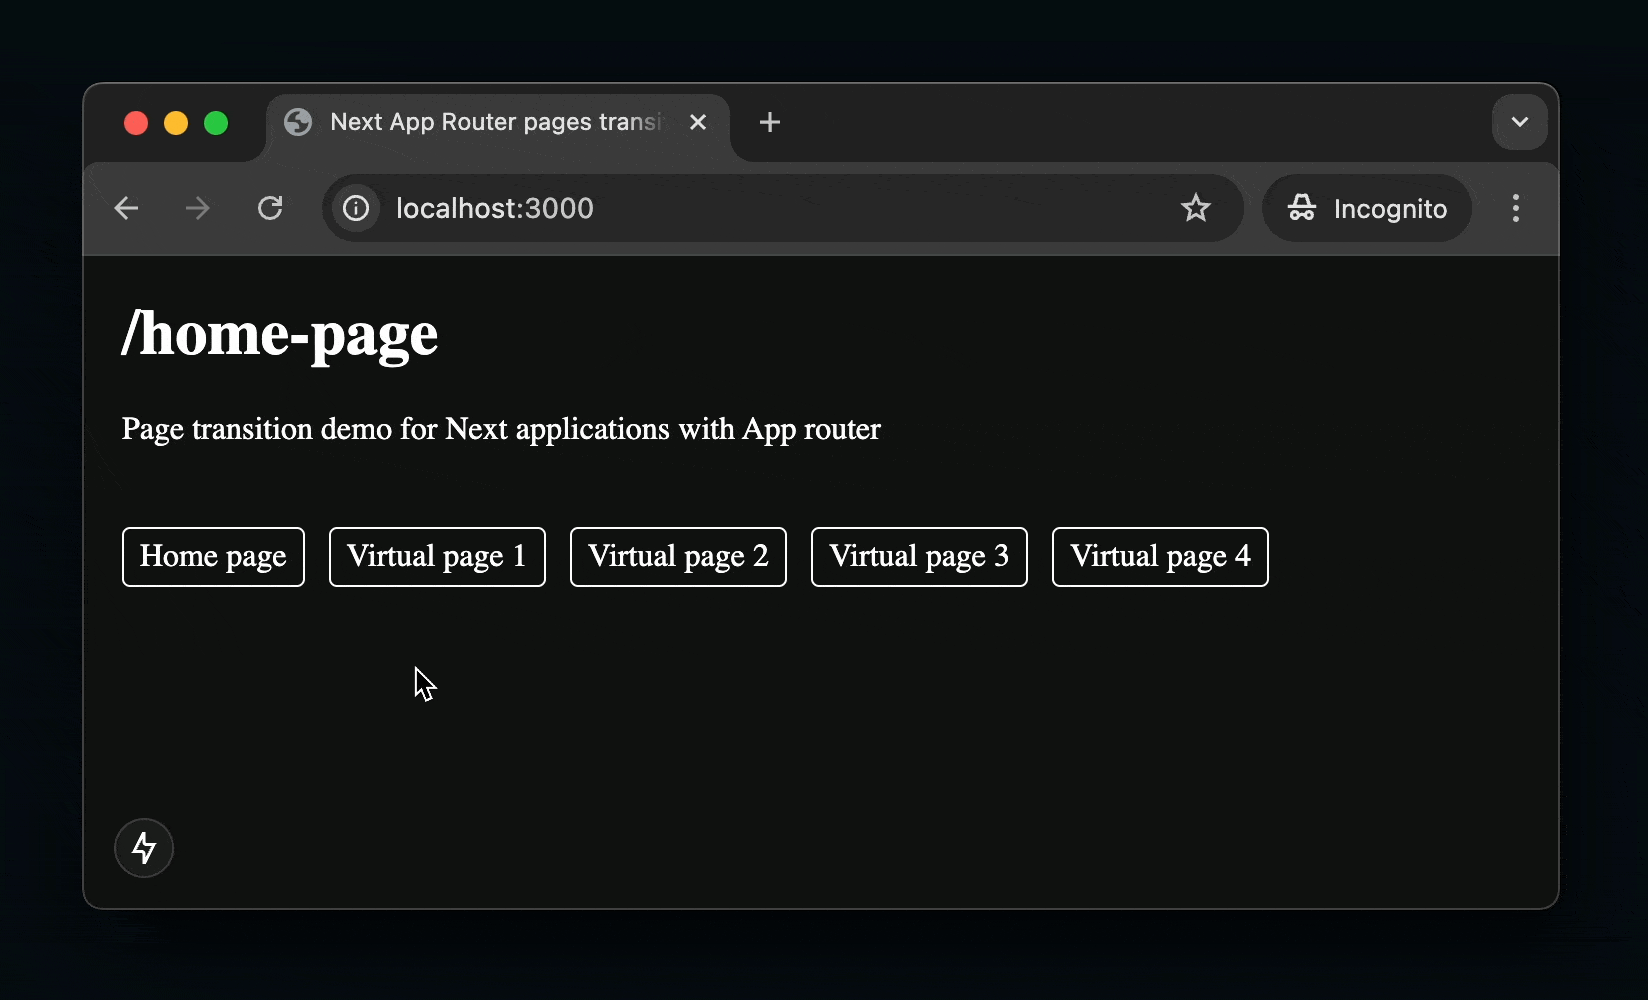 Next App Router pages transi
localhost:3000
Incognito
/home-page
Page transition demo for Next applications with App router
Home page
Virtual page 1
Virtual page 2
Virtual page 3
Virtual page 4